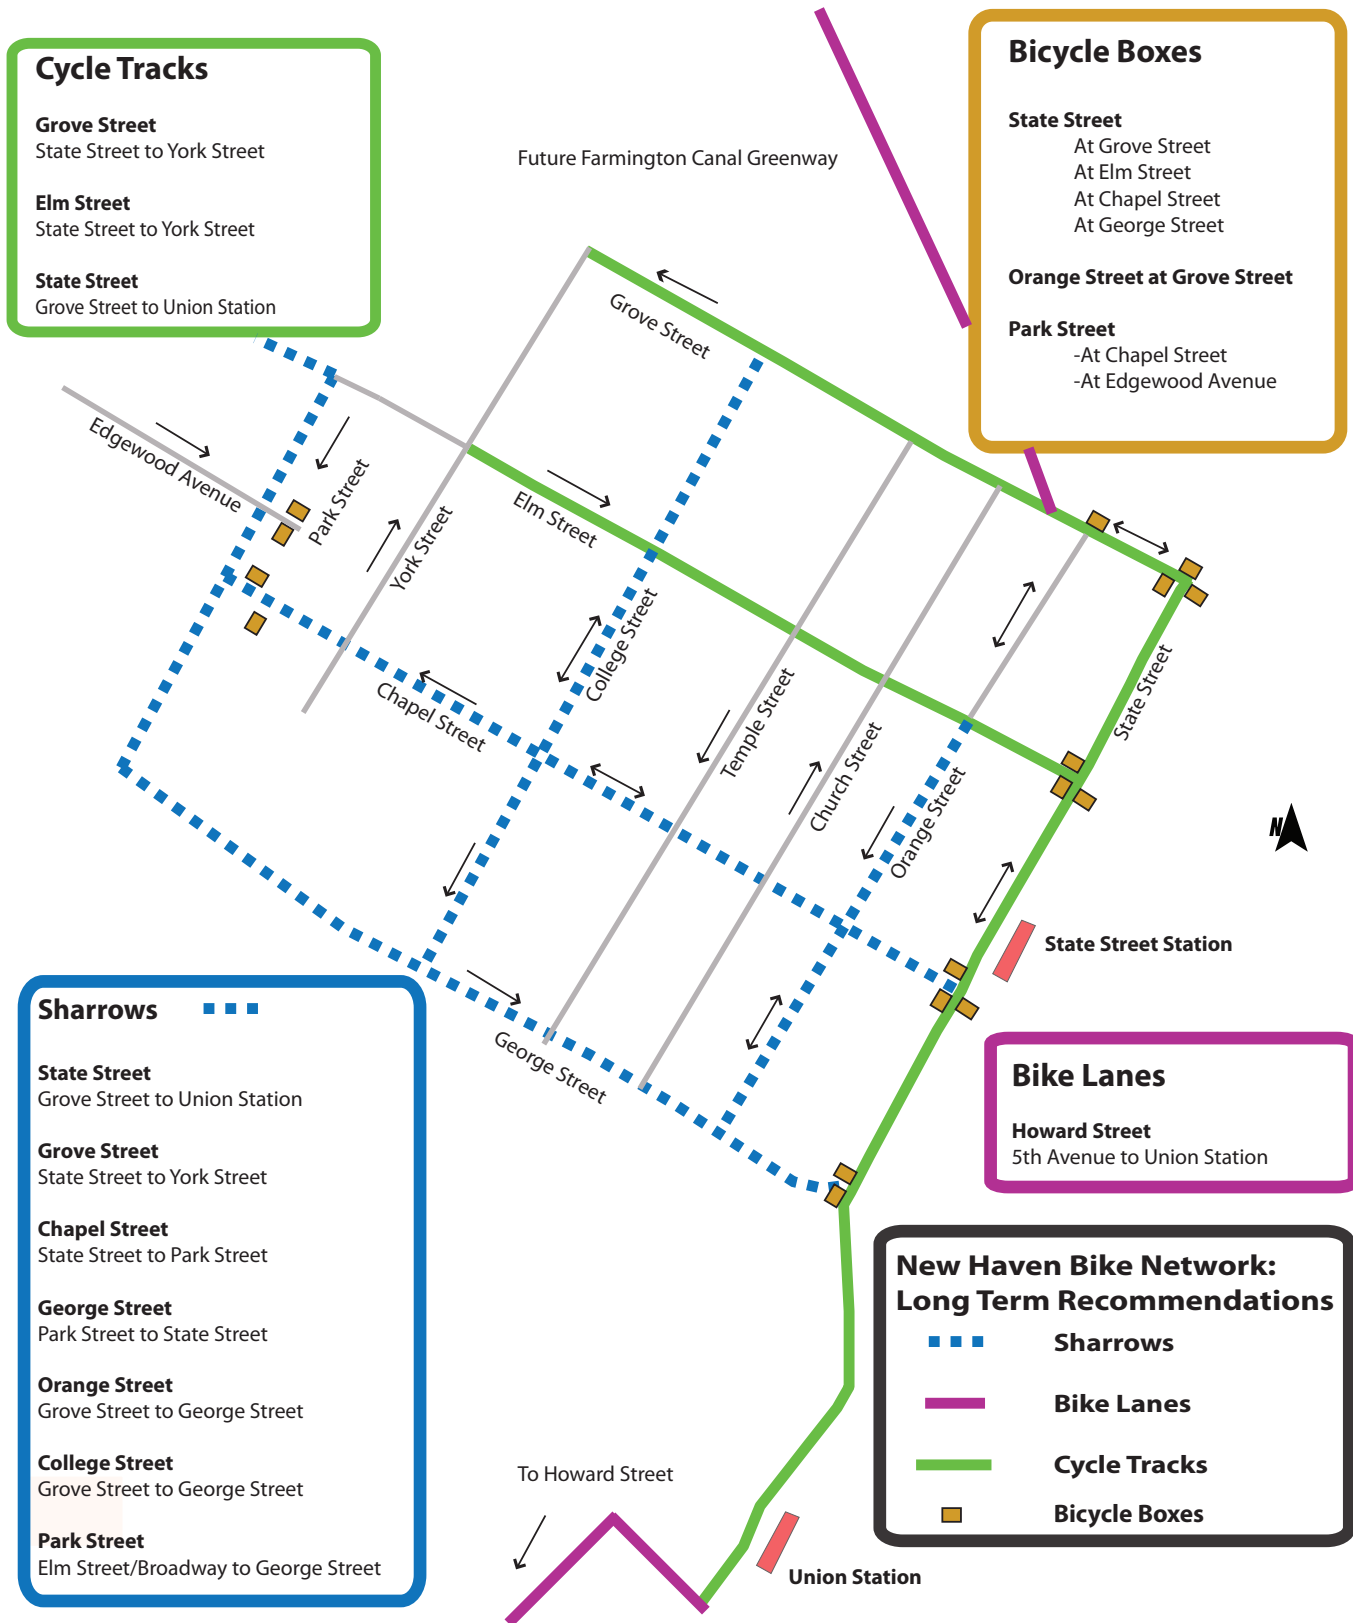 Cycle Tracks
Grove Street
State Street to York Street
Elm Street
State Street to York Street
State Street
Grove Street to Union Station
Future Farmington Canal Greenway
Bicycle Boxes
State Street
At Grove Street
At Elm Street
At Chapel Street
At George Street
Orange Street at Grove Street
Park Street
-At Chapel Street
-At Edgewood Avenue
Grove Street
Edgewood Avenue
Park Street
York Street
Elm Street
College Street
Chapel Street
Temple Street
Church Street
Orange Street
State Street
George Street
N
State Street Station
Sharrows
State Street
Grove Street to Union Station
Grove Street
State Street to York Street
Chapel Street
State Street to Park Street
George Street
Park Street to State Street
Orange Street
Grove Street to George Street
College Street
Grove Street to George Street
Park Street
Elm Street/Broadway to George Street
Bike Lanes
Howard Street
5th Avenue to Union Station
New Haven Bike Network:
Long Term Recommendations
Sharrows
Bike Lanes
Cycle Tracks
Bicycle Boxes
To Howard Street
Union Station